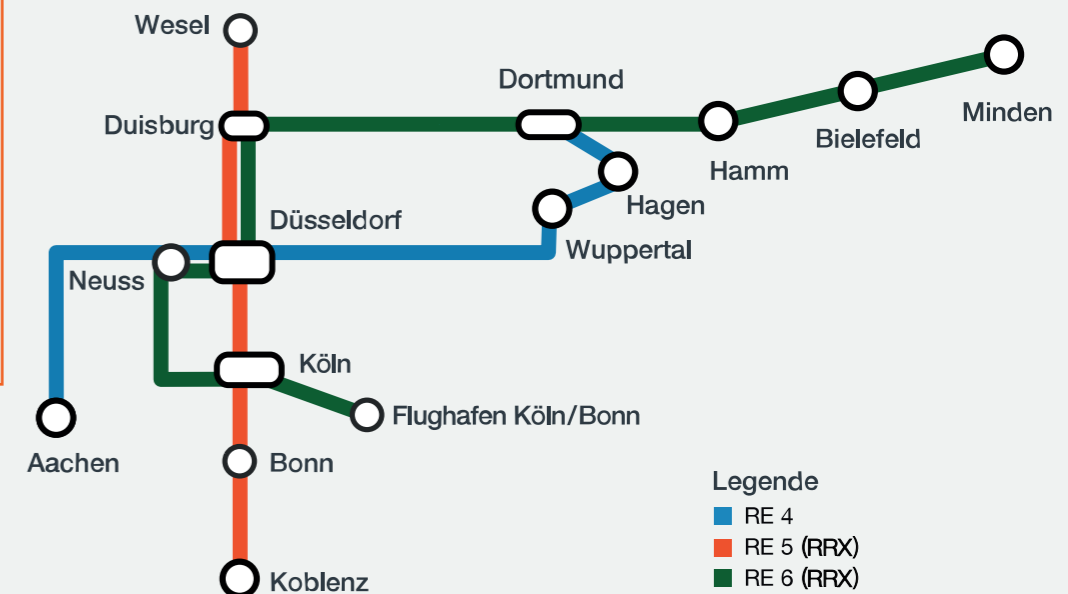 Wesel
Dortmund
Minden
Duisburg
Bielefeld
Hamm
Hagen
Düsseldorf
Wuppertal
Neuss
Köln
Flughafen Köln/Bonn
Aachen
Bonn
Legende
RE 4
RE 5 (RRX)
RE 6 (RRX)
Koblenz